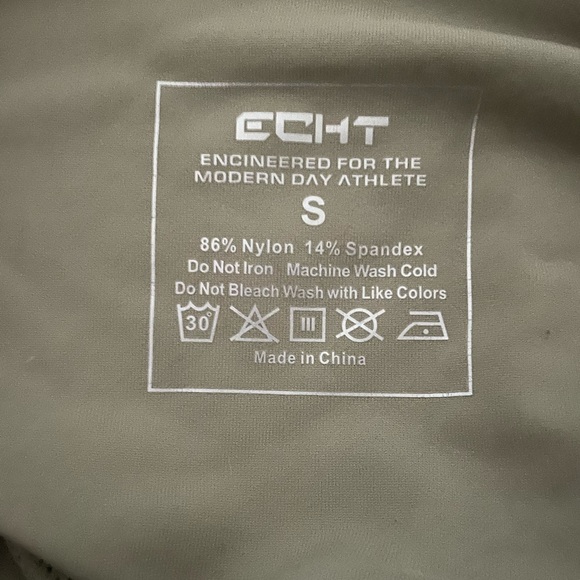 ECHT
ENCINEERED FOR THE
MODERN DAY ATHLETE
S
86% Nylon 14% Spandex
Do Not Iron Machine Wash Cold
Do Not Bleach Wash with Like Colors
30°
Made in China